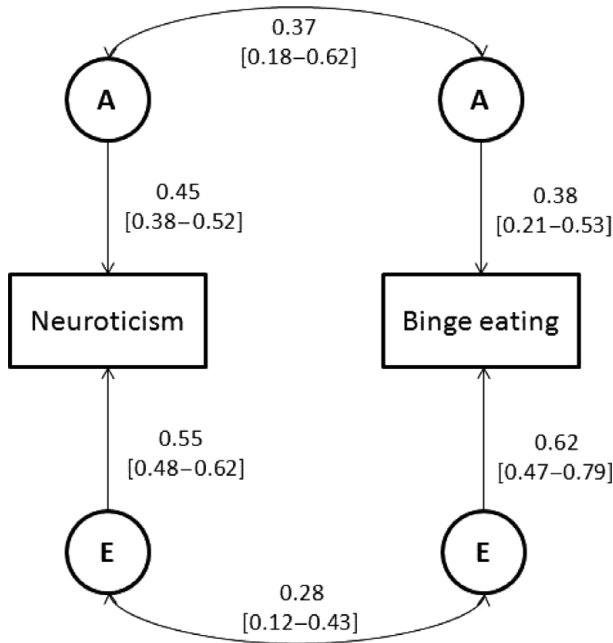 0.37
[0.18–0.62]
A
A
0.45
[0.38–0.52]
0.38
[0.21–0.53]
Neuroticism
Binge eating
0.55
[0.48–0.62]
0.62
[0.47–0.79]
E
E
0.28
[0.12–0.43]